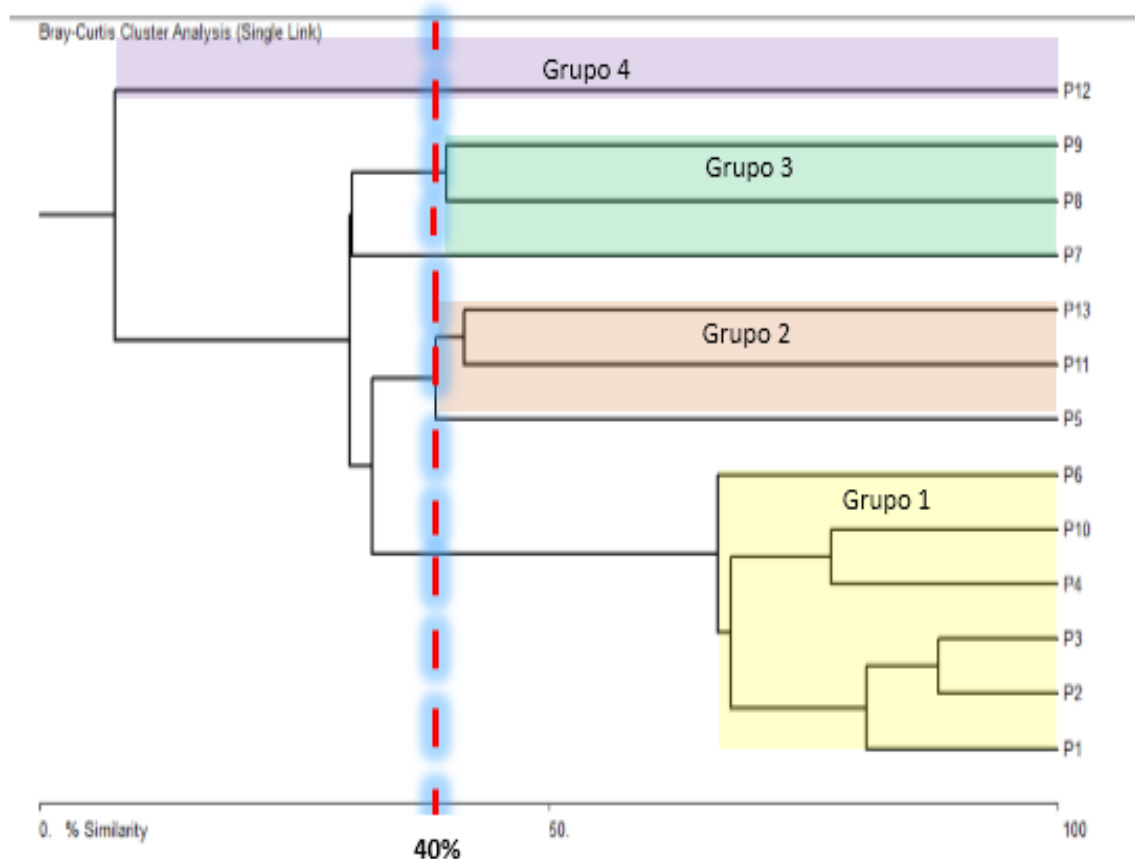 Bray-Curtis Cluster Analysis (Single Link)
Grupo 4
P12
P9
Grupo 3
P8
P7
P13
Grupo 2
P11
P5
P6
Grupo 1
P10
P4
P3
P2
P1
0. % Similarity 50. 100
40%